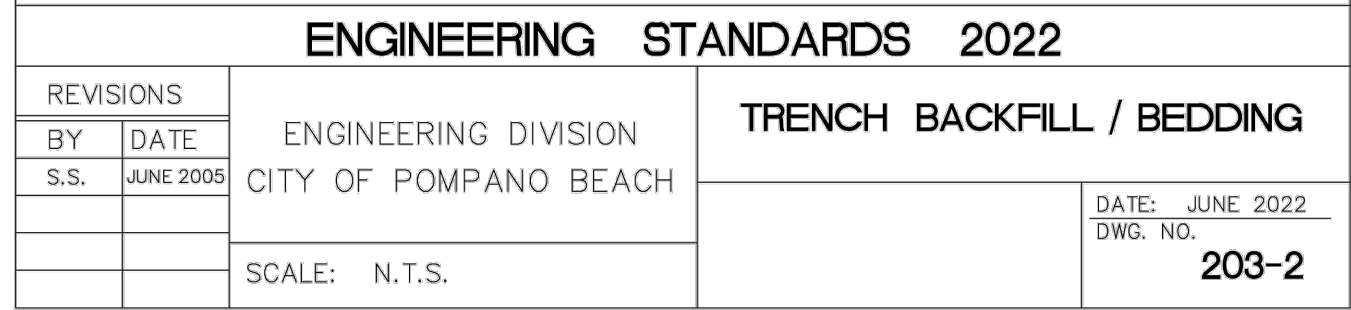 ENGINEERING STANDARDS 2022
REVISIONS
BY DATE
S.S. JUNE 2005
ENGINEERING DIVISION
CITY OF POMPANO BEACH
SCALE: N.T.S.
TRENCH BACKFILL / BEDDING
DATE: JUNE 2022
DWG. NO.
203-2